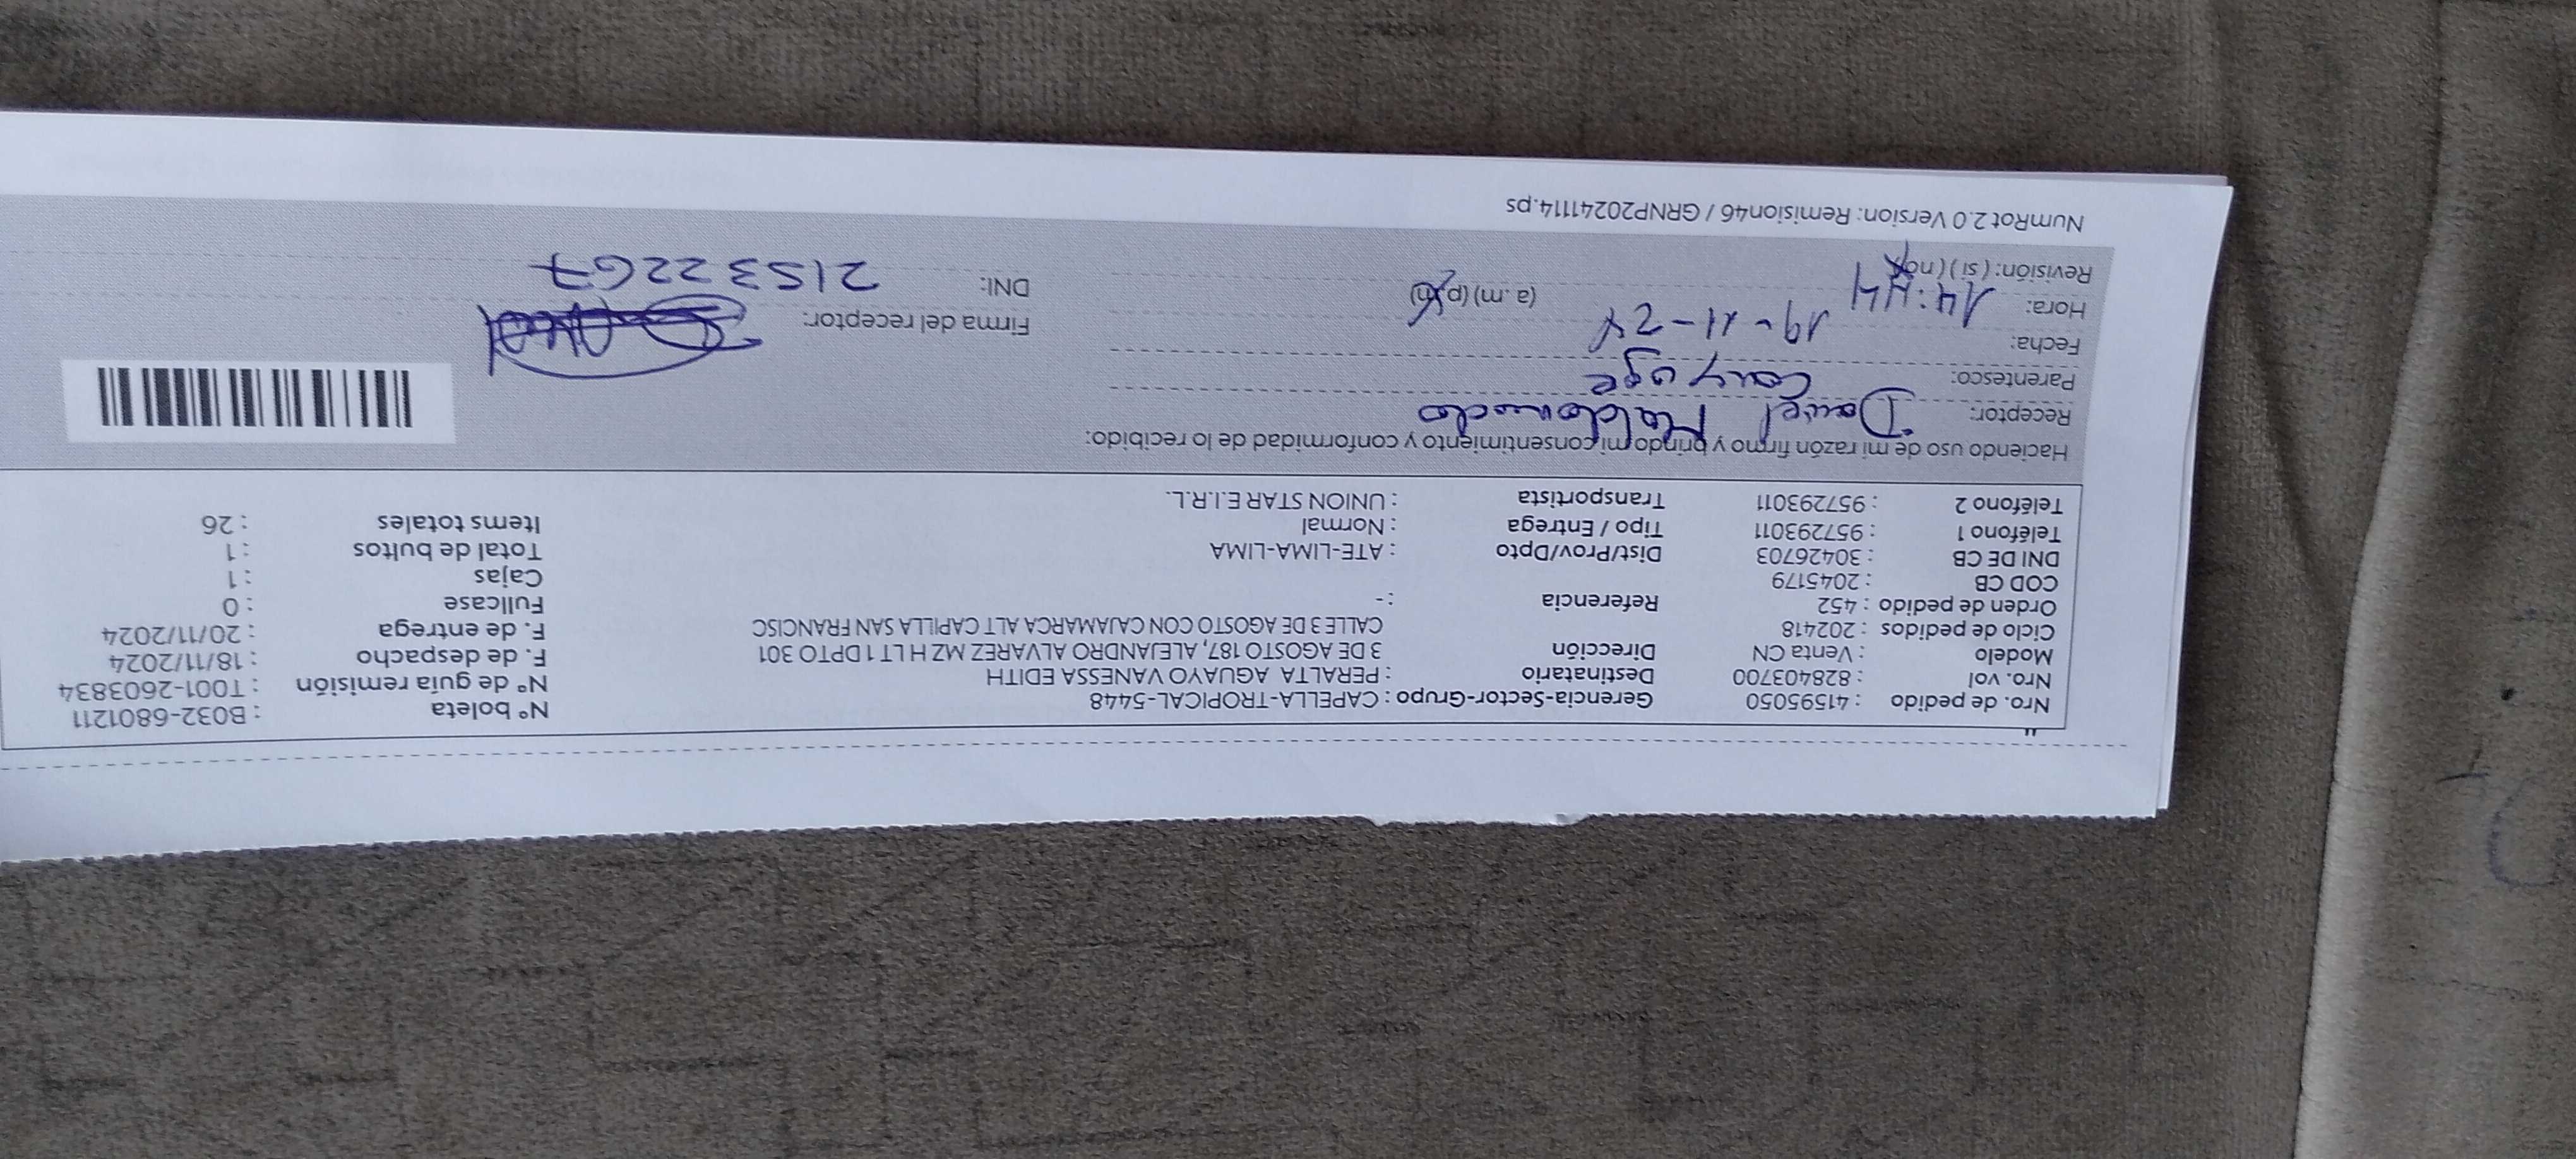 Nro. de pedido : 41595050 Gerencia-Sector-Grupo : CAPELLA-TROPICAL-5448 N° boleta : B032-6801211
Nro. vol : 828403700 Destinatario : PERALTA AGUAYO VANESSA EDITH N° de guía remisión : T001-2603834
Modelo : Venta CN Dirección 3 DE AGOSTO 187, ALEJANDRO ALVAREZ MZ H LT 1 DPTO 301 F. de despacho : 18/11/2024
Ciclo de pedidos : 202418 CALLE 3 DE AGOSTO CON CAJAMARCA ALT CAPILLA SAN FRANCISC F. de entrega : 20/11/2024
Orden de pedido : 452 Referencia : - Fullcase : 0
COD CB : 2045179 Cajas : 1
DNI DE CB : 30426703 Dist/Prov/Dpto : ATE-LIMA-LIMA Total de bultos : 1
Teléfono 1 : 957293011 Tipo / Entrega : Normal Items totales : 26
Teléfono 2 : 957293011 Transportista : UNION STAR E.I.R.L.
Haciendo uso de mi razón firmo y brindo mi consentimiento y conformidad de lo recibido:
Receptor: Daniel Maldonado
Parentesco: Conyuge
Fecha: 19-11-24 Firma del receptor:
Hora: 14:44 (a.m) (p.m) DNI: 21532267
Revisión: ( si ) ( no )
NumRot 2.0 Version: Remision46 / GRNP20241114.ps